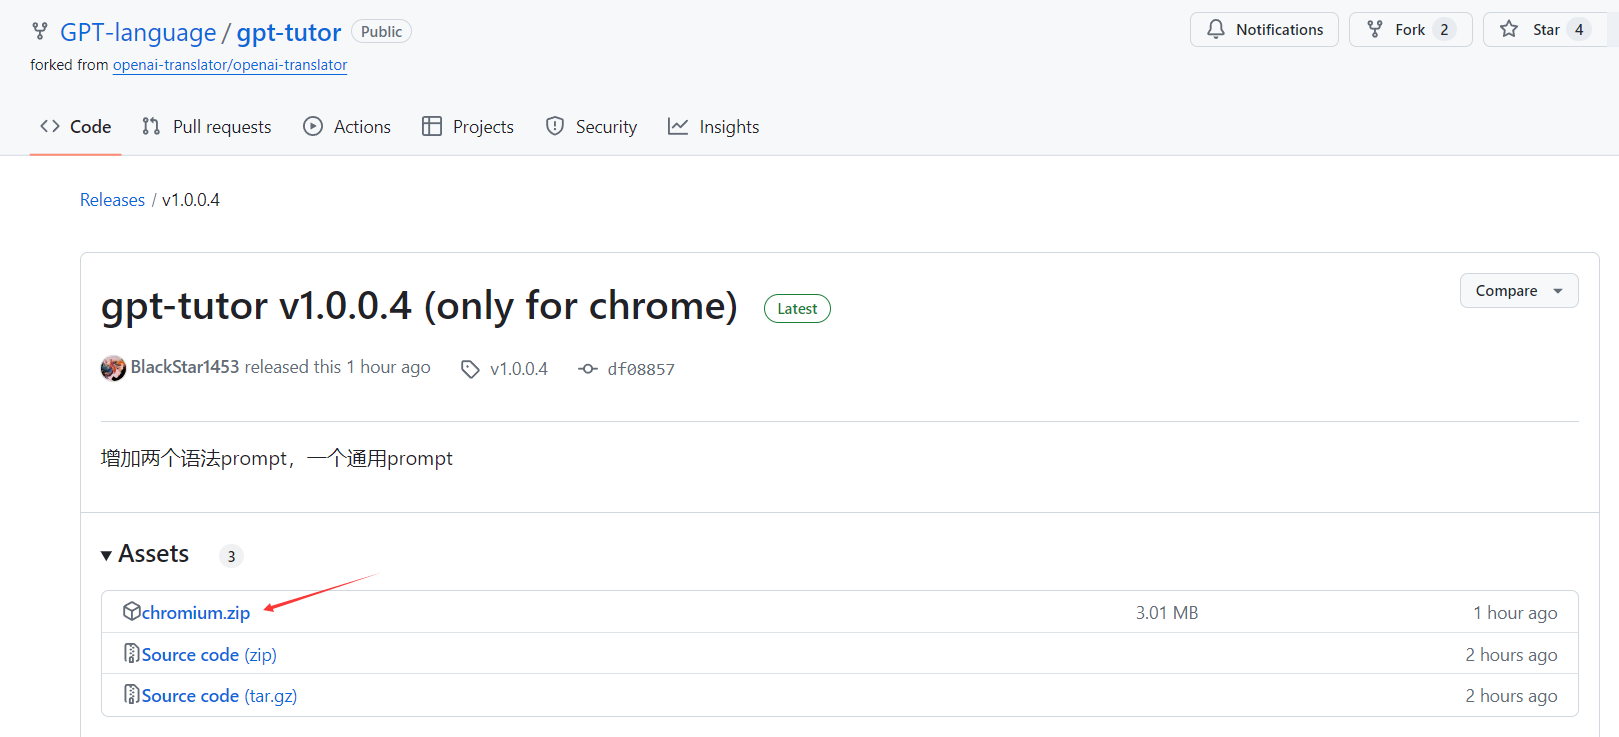 GPT-language / gpt-tutor Public
Notifications Fork 2 Star 4
forked from openai-translator/openai-translator
Code Pull requests Actions Projects Security Insights
Releases / v1.0.0.4
gpt-tutor v1.0.0.4 (only for chrome) Latest
Compare
BlackStar1453 released this 1 hour ago v1.0.0.4 df08857
增加两个语法prompt，一个通用prompt
Assets 3
chromium.zip 3.01 MB 1 hour ago
Source code (zip) 2 hours ago
Source code (tar.gz) 2 hours ago